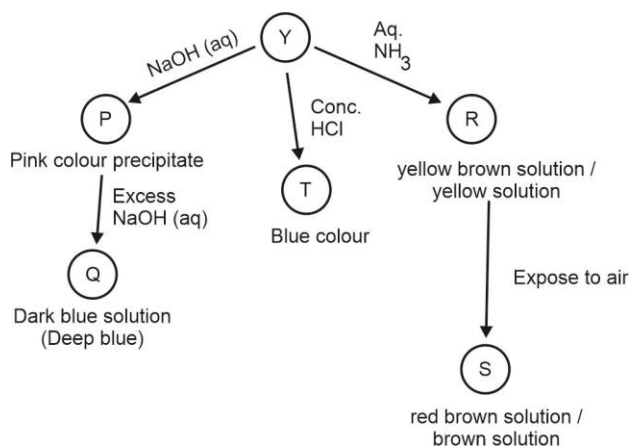 Y
NaOH (aq)
Aq.
NH3
Conc.
HCl
P
Pink colour precipitate
R
yellow brown solution /
yellow solution
T
Blue colour
Excess
NaOH (aq)
Q
Dark blue solution
(Deep blue)
Expose to air
S
red brown solution /
brown solution